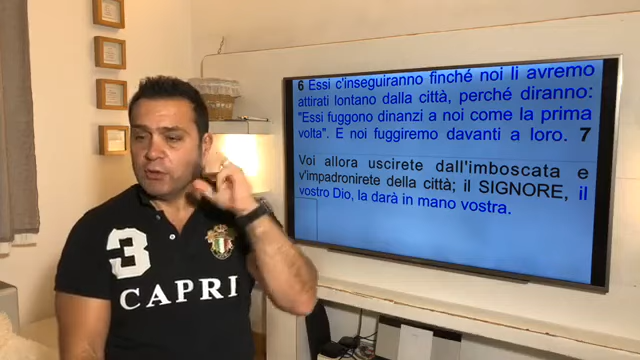 6 Essi c'inseguiranno finché noi li avremo
attirati lontano dalla città, perché diranno:
"Essi fuggono dinanzi a noi come la prima
volta". E noi fuggiremo davanti a loro. 7
Voi allora uscirete dall'imboscata e
v'impadronirete della città; il SIGNORE, il
vostro Dio, la darà in mano vostra.
3
CAPRI